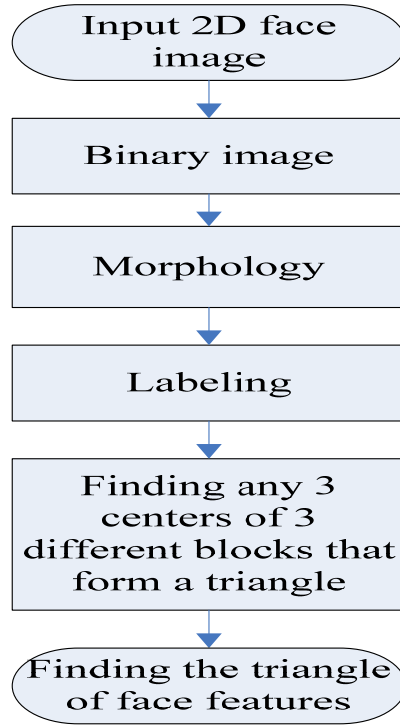 Input 2D face
image
Binary image
Morphology
Labeling
Finding any 3
centers of 3
different blocks that
form a triangle
Finding the triangle
of face features